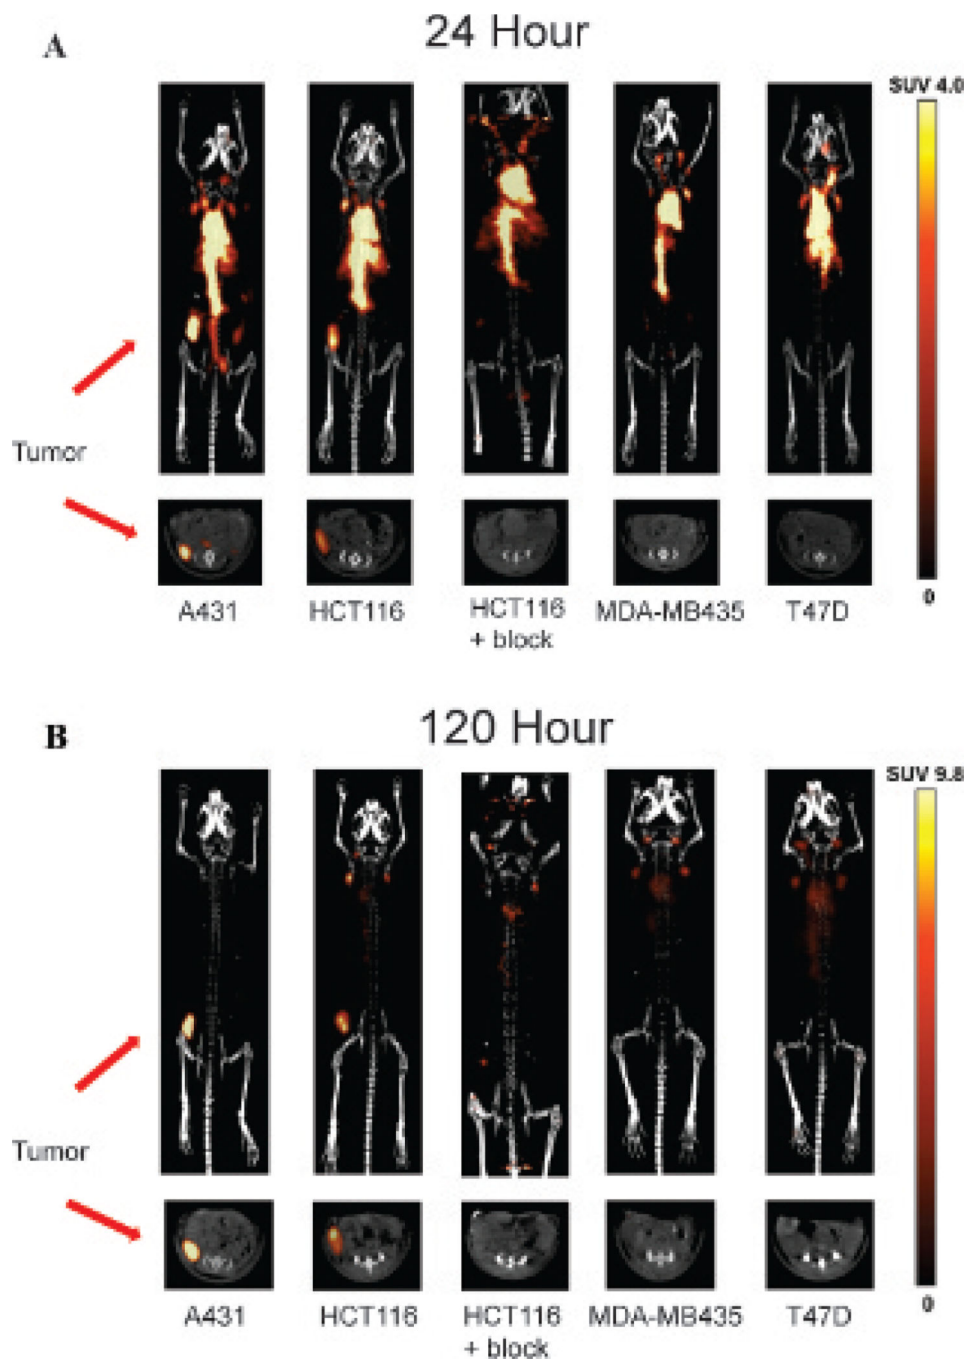 A
24 Hour
SUV 4.0
Tumor
0
A431
HCT116
HCT116
+ block
MDA-MB435
T47D
B
120 Hour
SUV 9.8
Tumor
0
A431
HCT116
HCT116
+ block
MDA-MB435
T47D